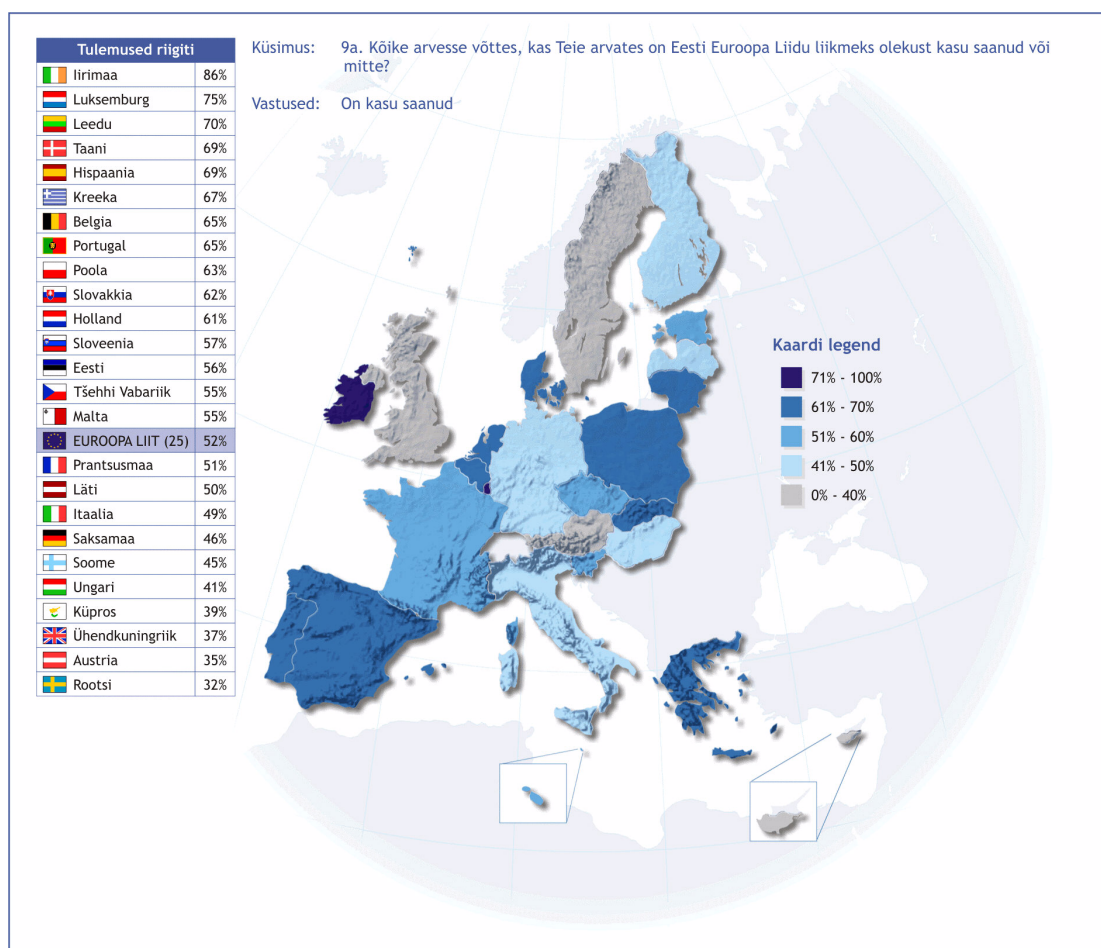 Tulemused riigiti
Iirimaa 86%
Luksemburg 75%
Leedu 70%
Taani 69%
Hispaania 69%
Kreeka 67%
Belgia 65%
Portugal 65%
Poola 63%
Slovakkia 62%
Holland 61%
Sloveenia 57%
Eesti 56%
Tšehhi Vabariik 55%
Malta 55%
EUROOPA LIIT (25) 52%
Prantsusmaa 51%
Läti 50%
Itaalia 49%
Saksamaa 46%
Soome 45%
Ungari 41%
Küpros 39%
Ühendkuningriik 37%
Austria 35%
Rootsi 32%
Küsimus: 9a. Kõike arvesse võttes, kas Teie arvates on Eesti Euroopa Liidu liikmeks olekust kasu saanud või
mitte?
Vastused: On kasu saanud
Kaardi legend
71% - 100%
61% - 70%
51% - 60%
41% - 50%
0% - 40%